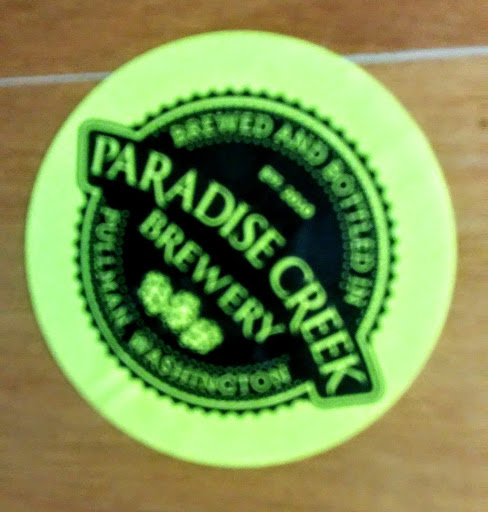 BREWED AND BOTTLED IN
EST. 2010
PARADISE CREEK
BREWERY
PULLMAN, WASHINGTON